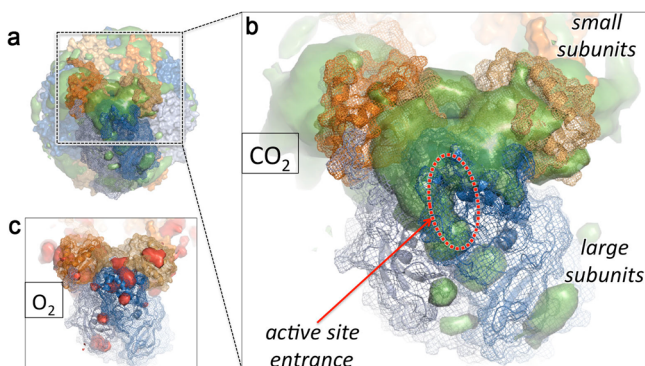 a
b
small
subunits
CO2
c
O2
large
subunits
active site
entrance